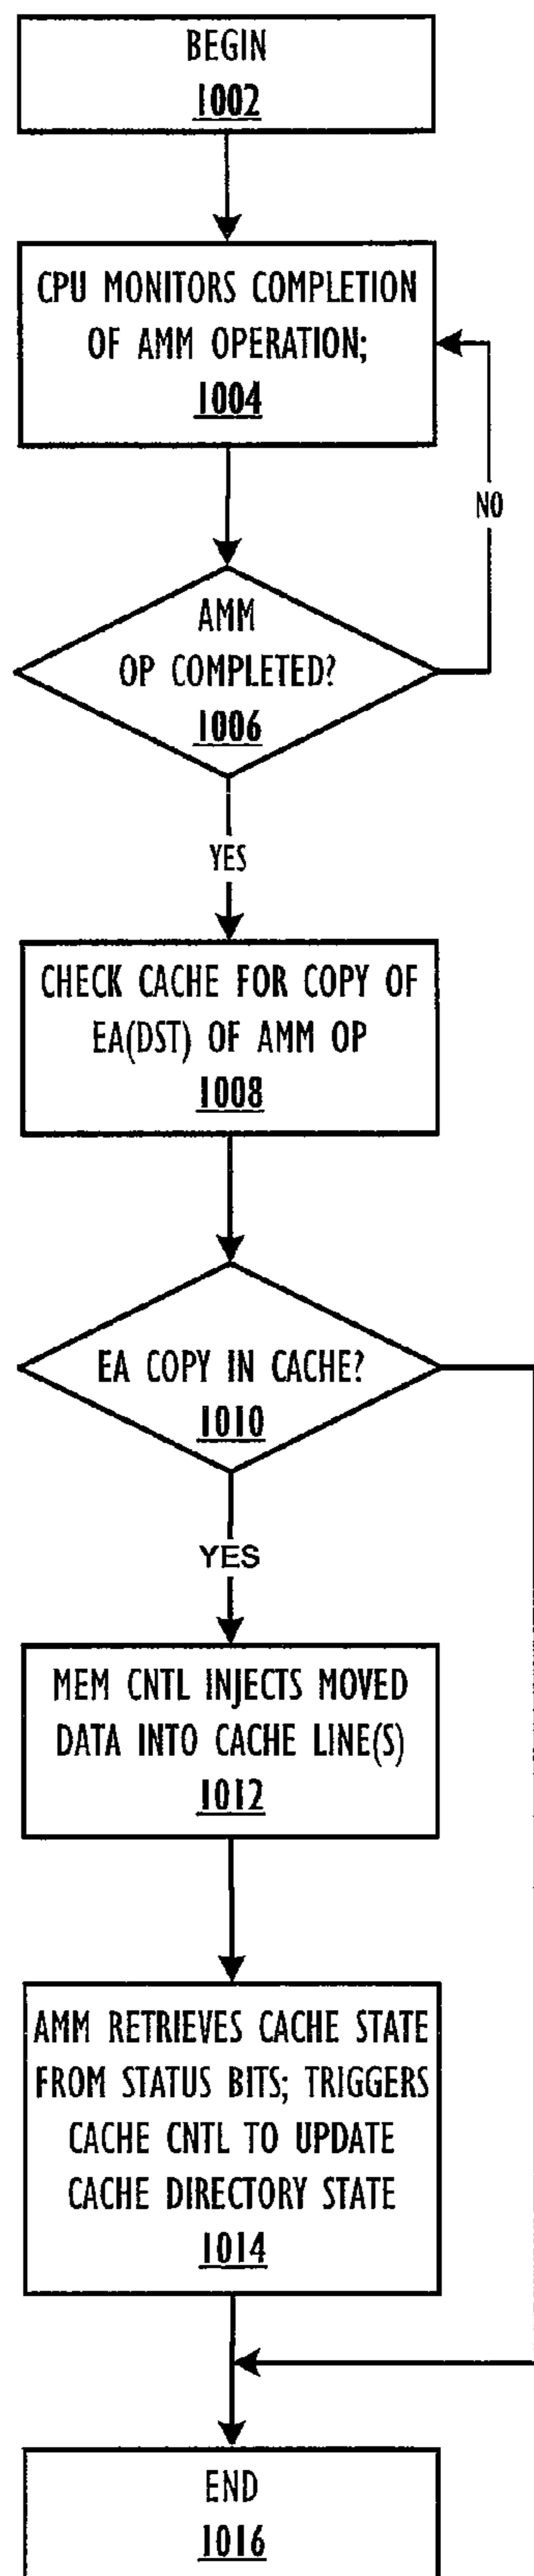 BEGIN
1002
CPU MONITORS COMPLETION
OF AMM OPERATION;
1004
NO
AMM
OP COMPLETED?
1006
YES
CHECK CACHE FOR COPY OF
EA(DST) OF AMM OP
1008
EA COPY IN CACHE?
1010
YES
MEM CNTL INJECTS MOVED
DATA INTO CACHE LINE(S)
1012
AMM RETRIEVES CACHE STATE
FROM STATUS BITS; TRIGGERS
CACHE CNTL TO UPDATE
CACHE DIRECTORY STATE
1014
END
1016